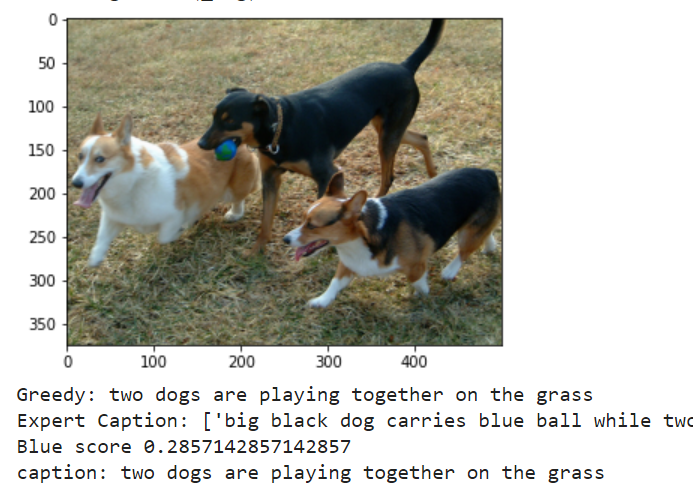 0
50
100
150
200
250
300
350
0 100 200 300 400
Greedy: two dogs are playing together on the grass
Expert Caption: ['big black dog carries blue ball while
Blue score 0.2857142857142857
caption: two dogs are playing together on the grass